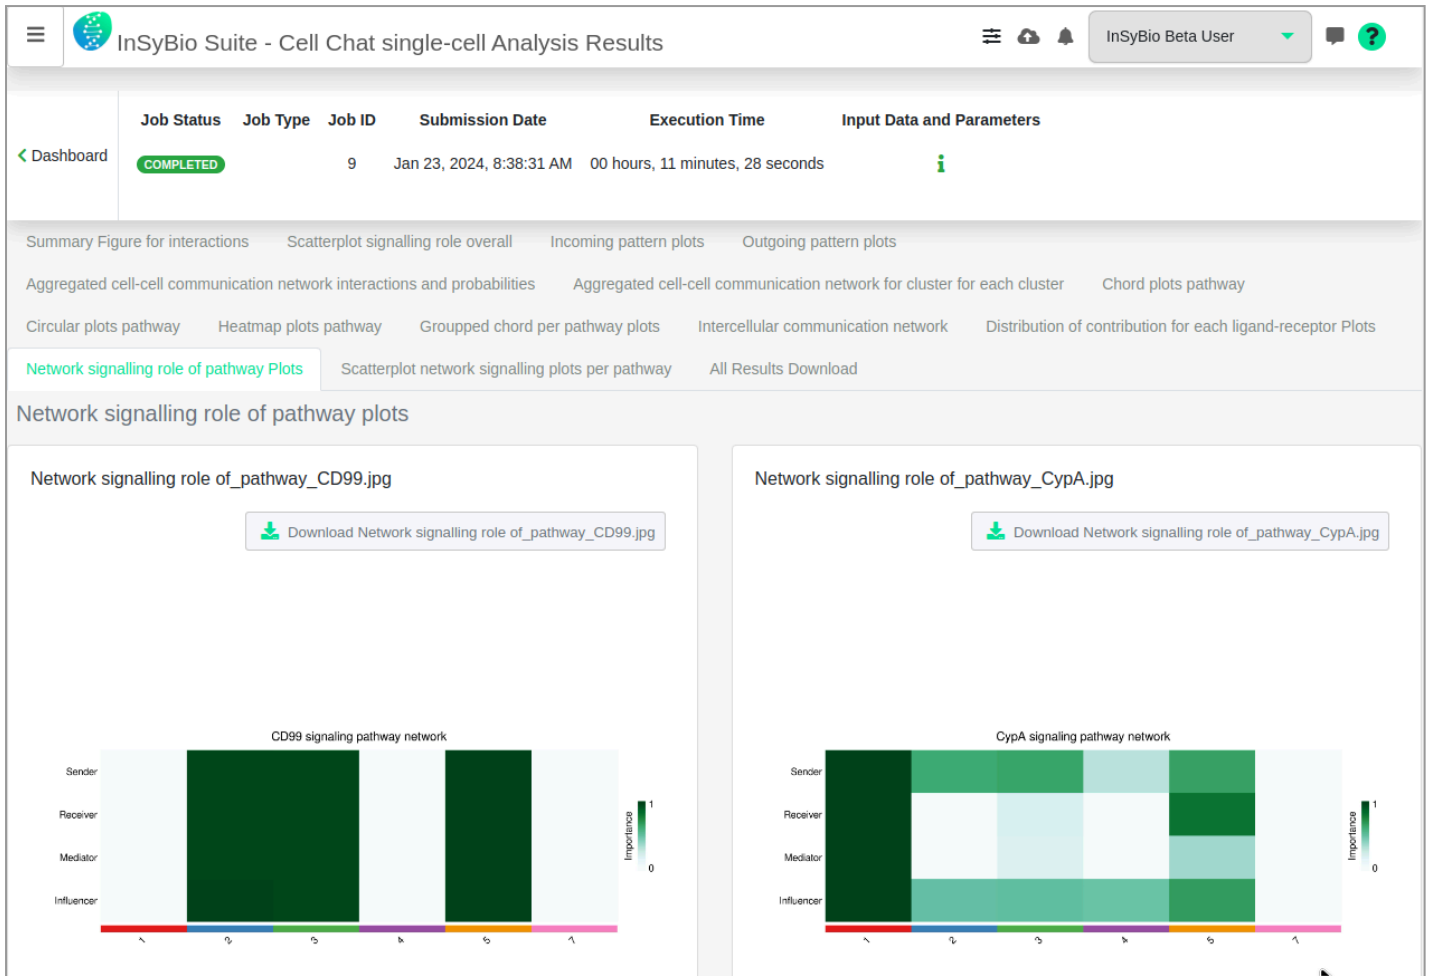 InSyBio Suite - Cell Chat single-cell Analysis Results
InSyBio Beta User
?
Dashboard
Job Status Job Type Job ID Submission Date Execution Time Input Data and Parameters
COMPLETED 9 Jan 23, 2024, 8:38:31 AM 00 hours, 11 minutes, 28 seconds i
Summary Figure for interactions Scatterplot signalling role overall Incoming pattern plots Outgoing pattern plots
Aggregated cell-cell communication network interactions and probabilities Aggregated cell-cell communication network for cluster for each cluster Chord plots pathway
Circular plots pathway Heatmap plots pathway Groupped chord per pathway plots Intercellular communication network Distribution of contribution for each ligand-receptor Plots
Network signalling role of pathway Plots Scatterplot network signalling plots per pathway All Results Download
Network signalling role of pathway plots
Network signalling role of_pathway_CD99.jpg
Download Network signalling role of_pathway_CD99.jpg
CD99 signaling pathway network
Sender
Receiver
Mediator
Influencer
Importance
1
0
1 2 3 4 5 7
Network signalling role of_pathway_CypA.jpg
Download Network signalling role of_pathway_CypA.jpg
CypA signaling pathway network
Sender
Receiver
Mediator
Influencer
Importance
1
0
1 2 3 4 5 7